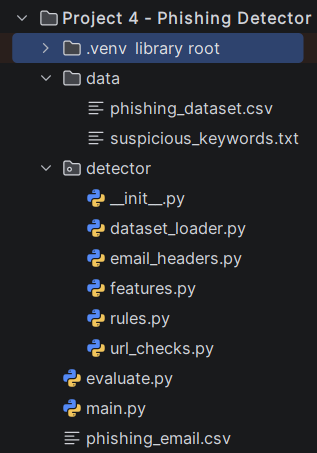 Project 4 - Phishing Detector
.venv library root
data
phishing_dataset.csv
suspicious_keywords.txt
detector
__init__.py
dataset_loader.py
email_headers.py
features.py
rules.py
url_checks.py
evaluate.py
main.py
phishing_email.csv